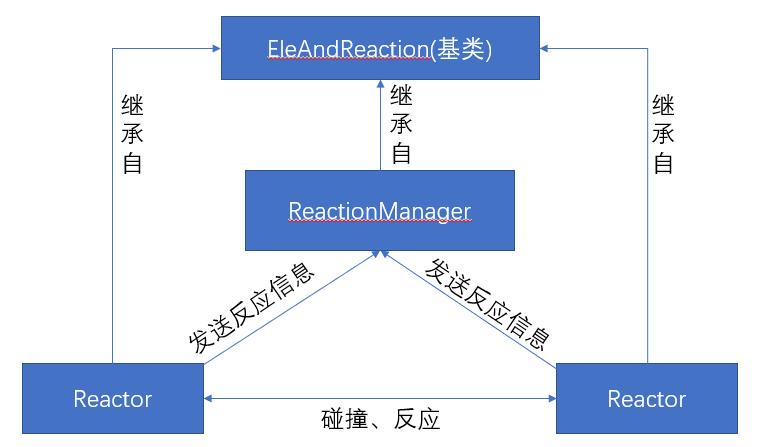 EleAndReaction(基类)
继承自
继承自
继承自
ReactionManager
发送反应信息
发送反应信息
Reactor
Reactor
碰撞、反应